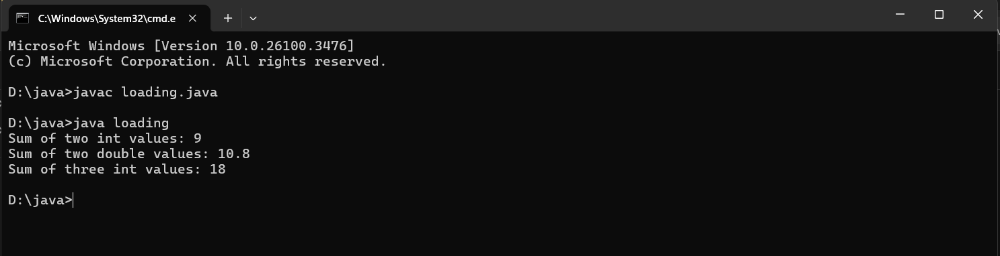 C:\Windows\System32\cmd.e
Microsoft Windows [Version 10.0.26100.3476]
(c) Microsoft Corporation. All rights reserved.
D:\java>javac loading.java
D:\java>java loading
Sum of two int values: 9
Sum of two double values: 10.8
Sum of three int values: 18
D:\java>